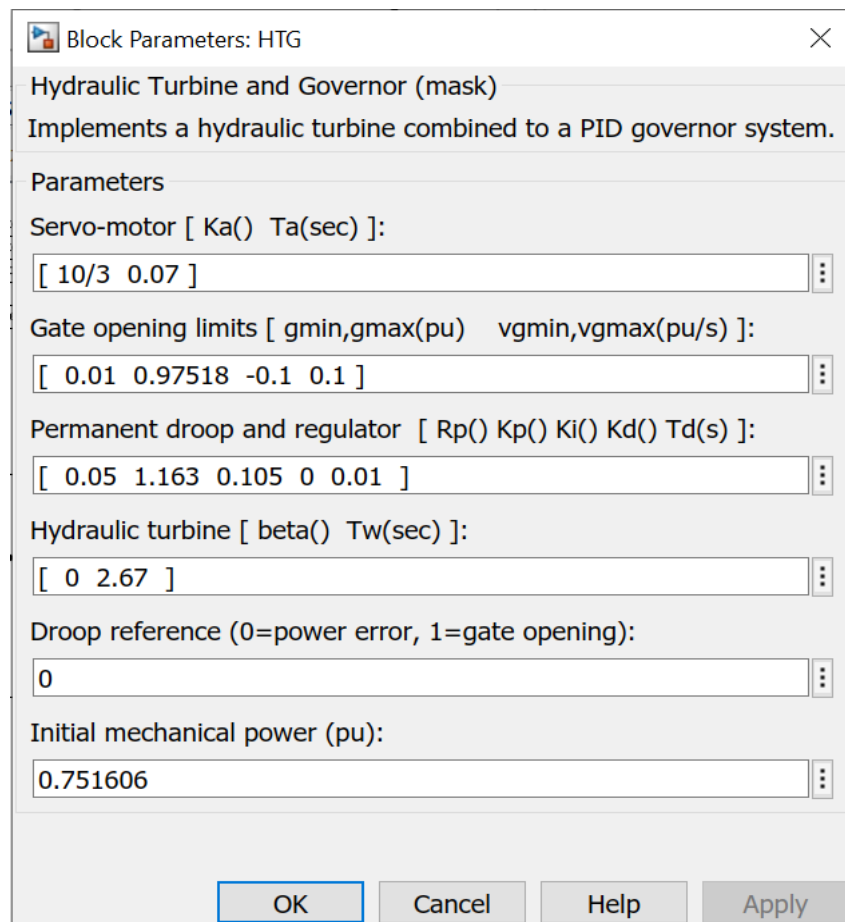 Block Parameters: HTG
Hydraulic Turbine and Governor (mask)
Implements a hydraulic turbine combined to a PID governor system.
Parameters
Servo-motor [ Ka()  Ta(sec) ]:
[ 10/3  0.07 ]
Gate opening limits [ gmin,gmax(pu)    vgmin,vgmax(pu/s) ]:
[  0.01  0.97518  -0.1  0.1 ]
Permanent droop and regulator  [ Rp() Kp() Ki() Kd() Td(s) ]:
[  0.05  1.163  0.105  0  0.01  ]
Hydraulic turbine [ beta()  Tw(sec) ]:
[  0  2.67  ]
Droop reference (0=power error, 1=gate opening):
0
Initial mechanical power (pu):
0.751606
OK Cancel Help Apply